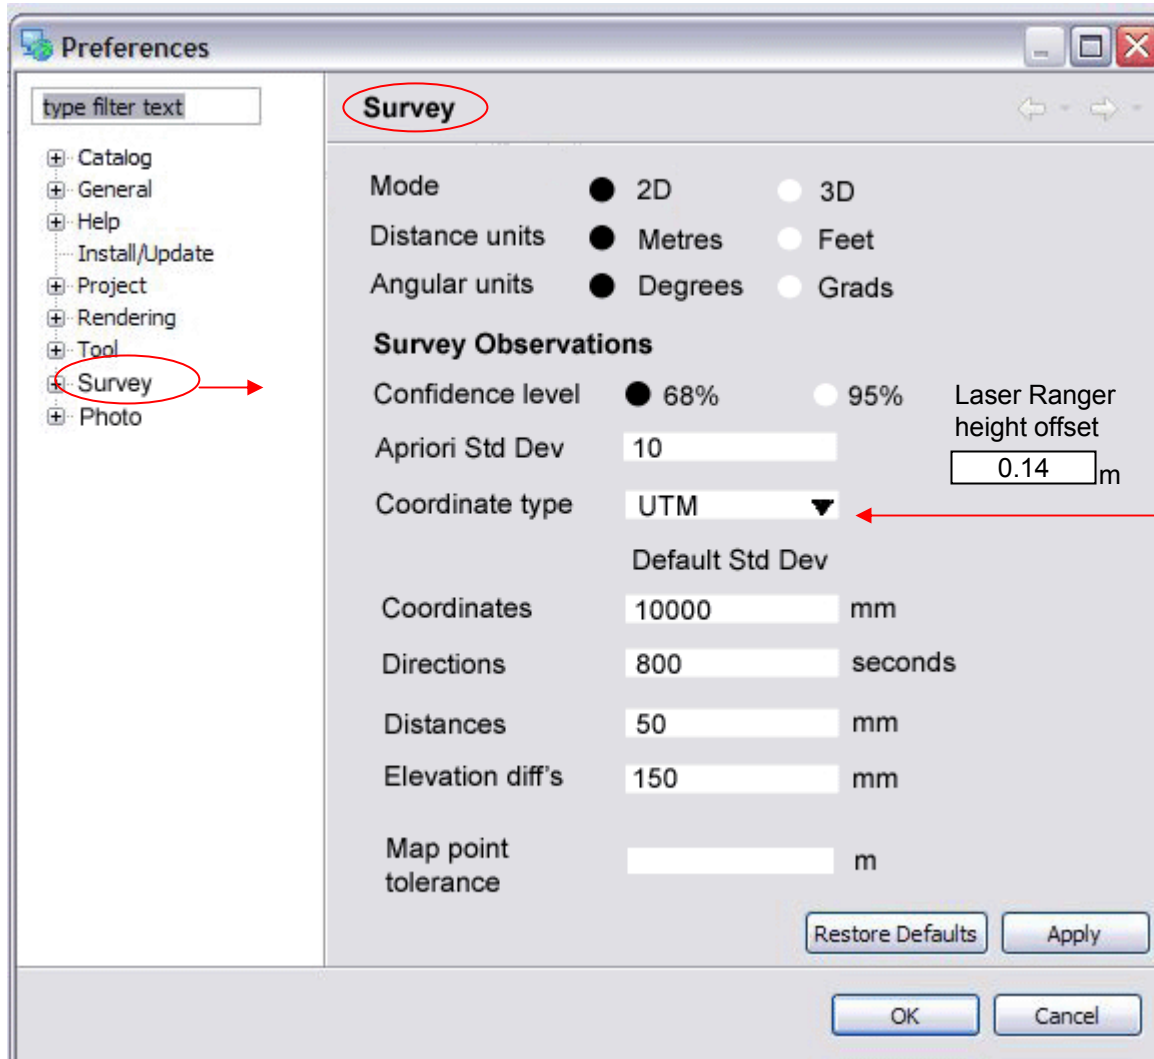 Preferences
type filter text
Catalog
General
Help
Install/Update
Project
Rendering
Tool
Survey
Photo
Survey
Mode 2D 3D
Distance units Metres Feet
Angular units Degrees Grads
Survey Observations
Confidence level 68% 95%
Laser Ranger
height offset
0.14 m
Apriori Std Dev 10
Coordinate type UTM
Default Std Dev
Coordinates 10000 mm
Directions 800 seconds
Distances 50 mm
Elevation diff's 150 mm
Map point
tolerance
m
Restore Defaults Apply
OK Cancel